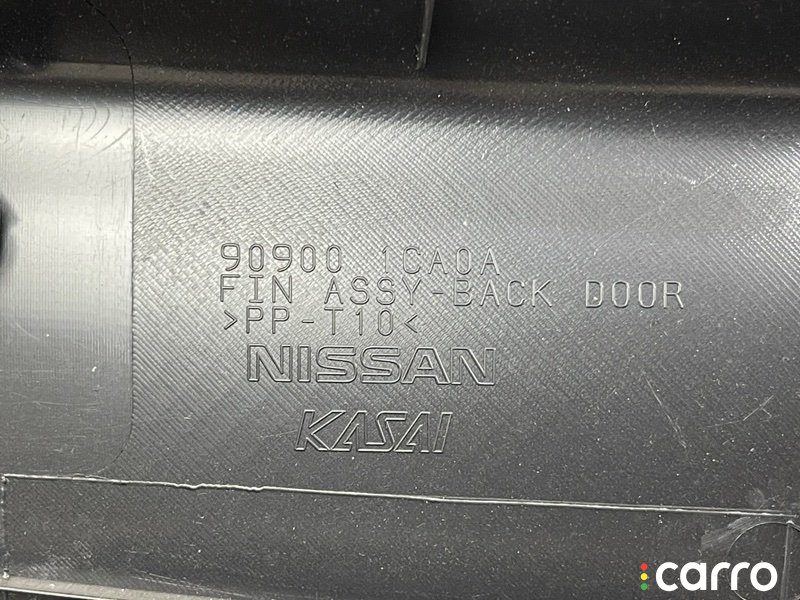 90900 1CA0A
FIN ASSY-BACK DOOR
>PP-T10<
NISSAN
KASAI
carro